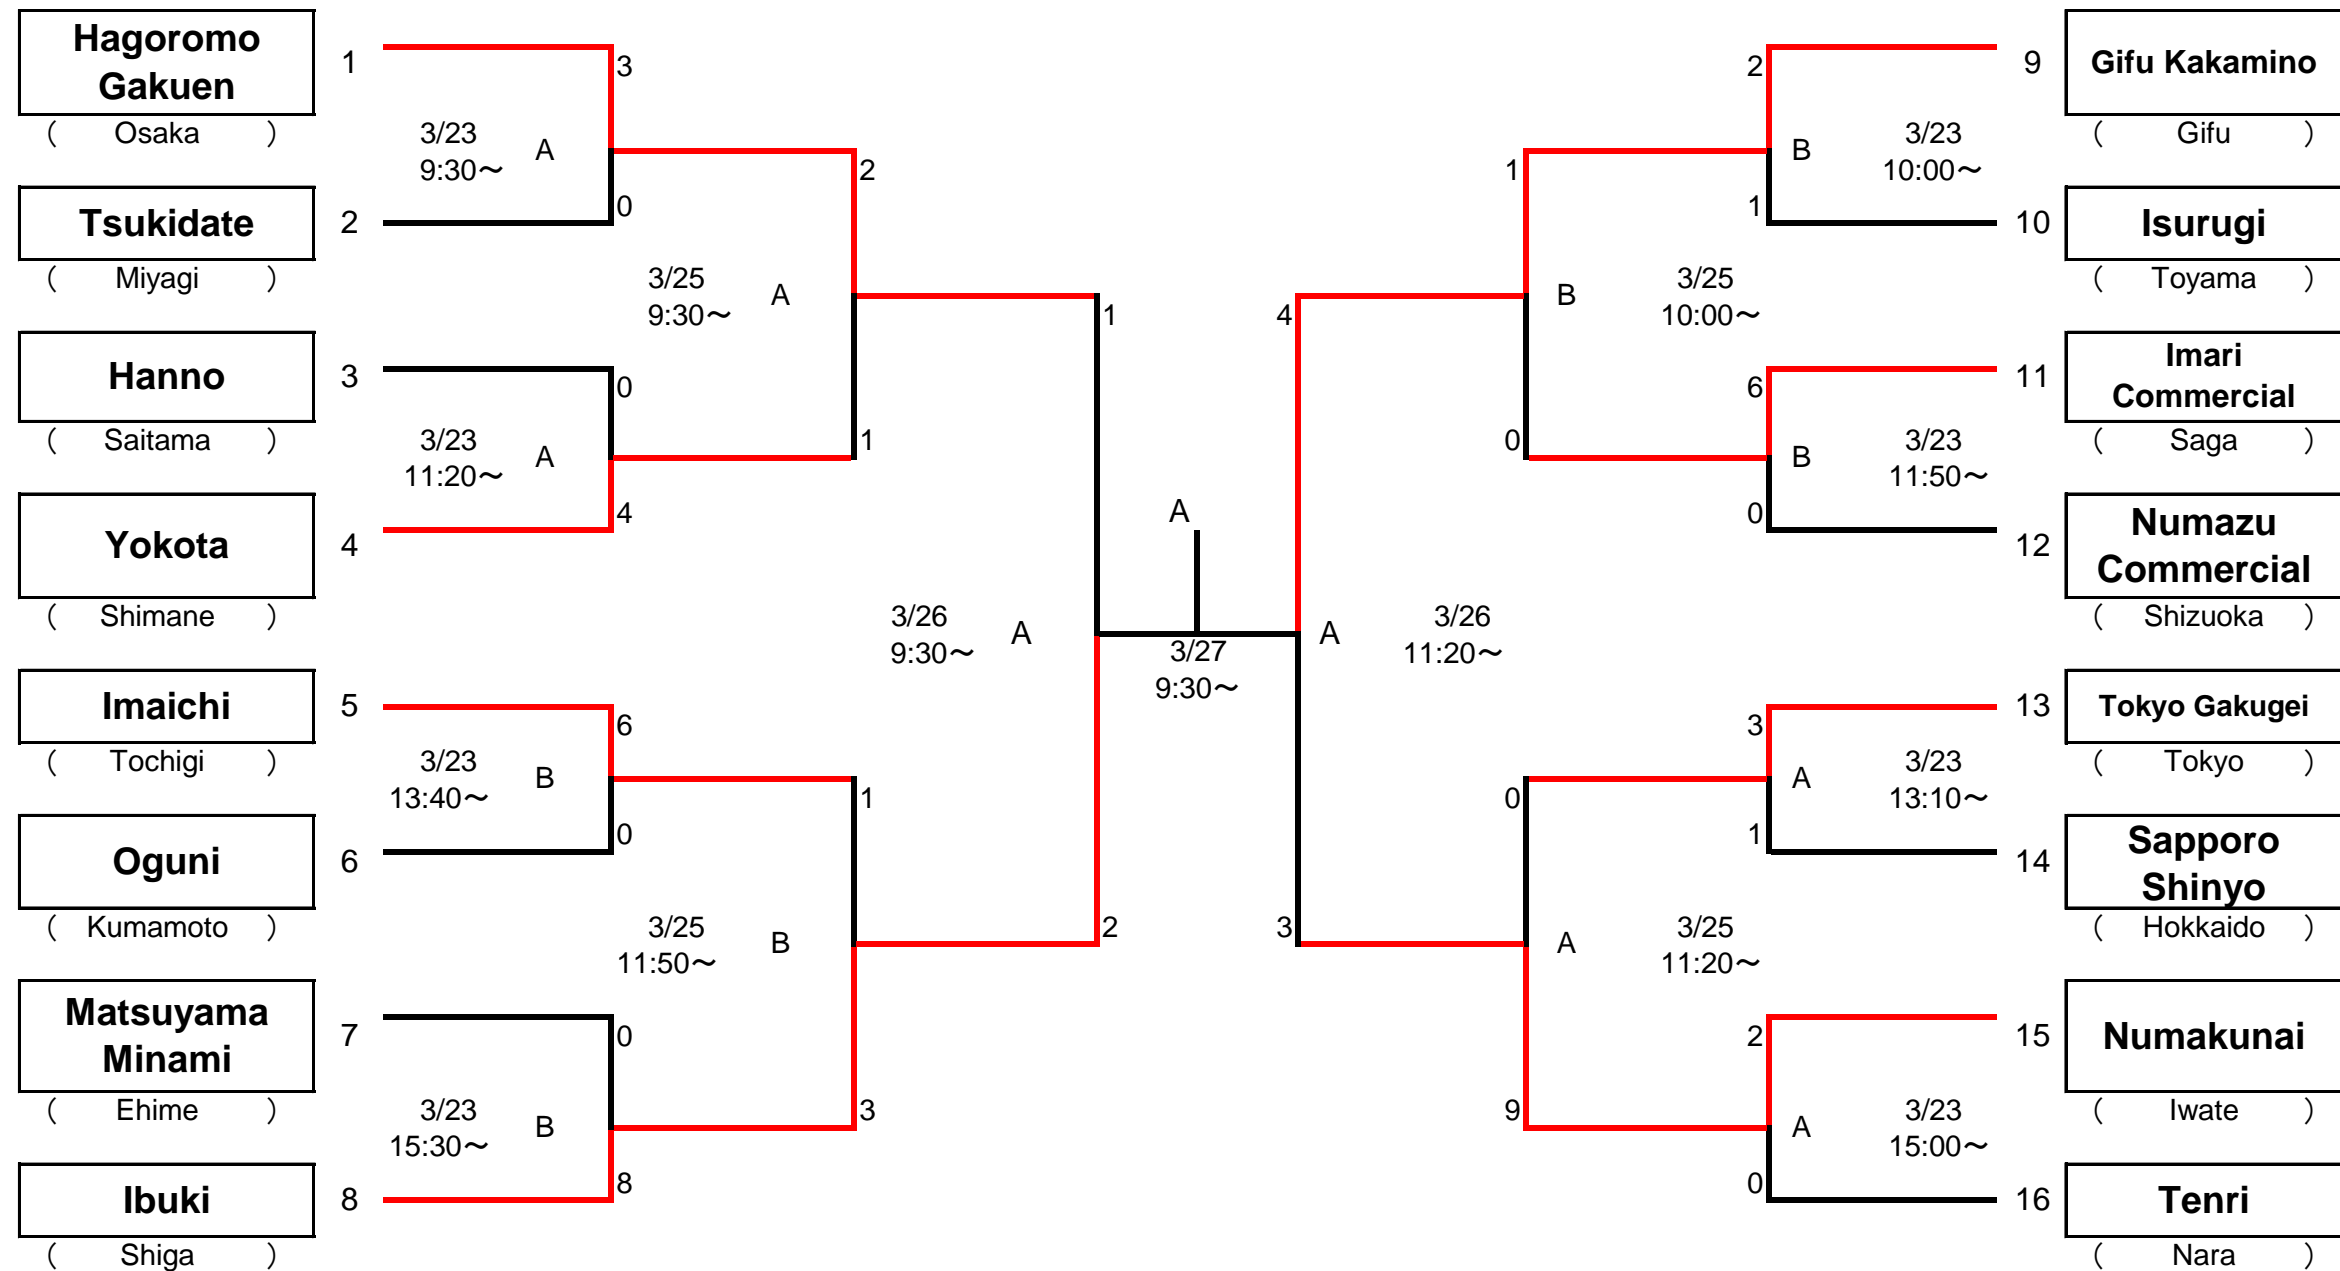 Hagoromo
Gakuen
( Osaka )
1
3
3/23
9:30～
A
Tsukidate
( Miyagi )
2
0
2
3/25
9:30～
A
Hanno
( Saitama )
3
0
3/23
11:20～
A
1
Yokota
( Shimane )
4
4
1
3/26
9:30～
A
Imaichi
( Tochigi )
5
6
3/23
13:40～
B
1
Oguni
( Kumamoto )
6
0
3/25
11:50～
B
2
Matsuyama
Minami
( Ehime )
7
0
3/23
15:30～
B
3
Ibuki
( Shiga )
8
8
A
3/27
9:30～
2
9
Gifu Kakamino
( Gifu )
B
3/23
10:00～
1
1
10
Isurugi
( Toyama )
4
B
3/25
10:00～
6
11
Imari
Commercial
( Saga )
0
B
3/23
11:50～
0
12
Numazu
Commercial
( Shizuoka )
A
3/26
11:20～
3
13
Tokyo Gakugei
( Tokyo )
0
A
3/23
13:10～
1
14
Sapporo
Shinyo
( Hokkaido )
3
A
3/25
11:20～
2
15
Numakunai
( Iwate )
9
A
3/23
15:00～
0
16
Tenri
( Nara )